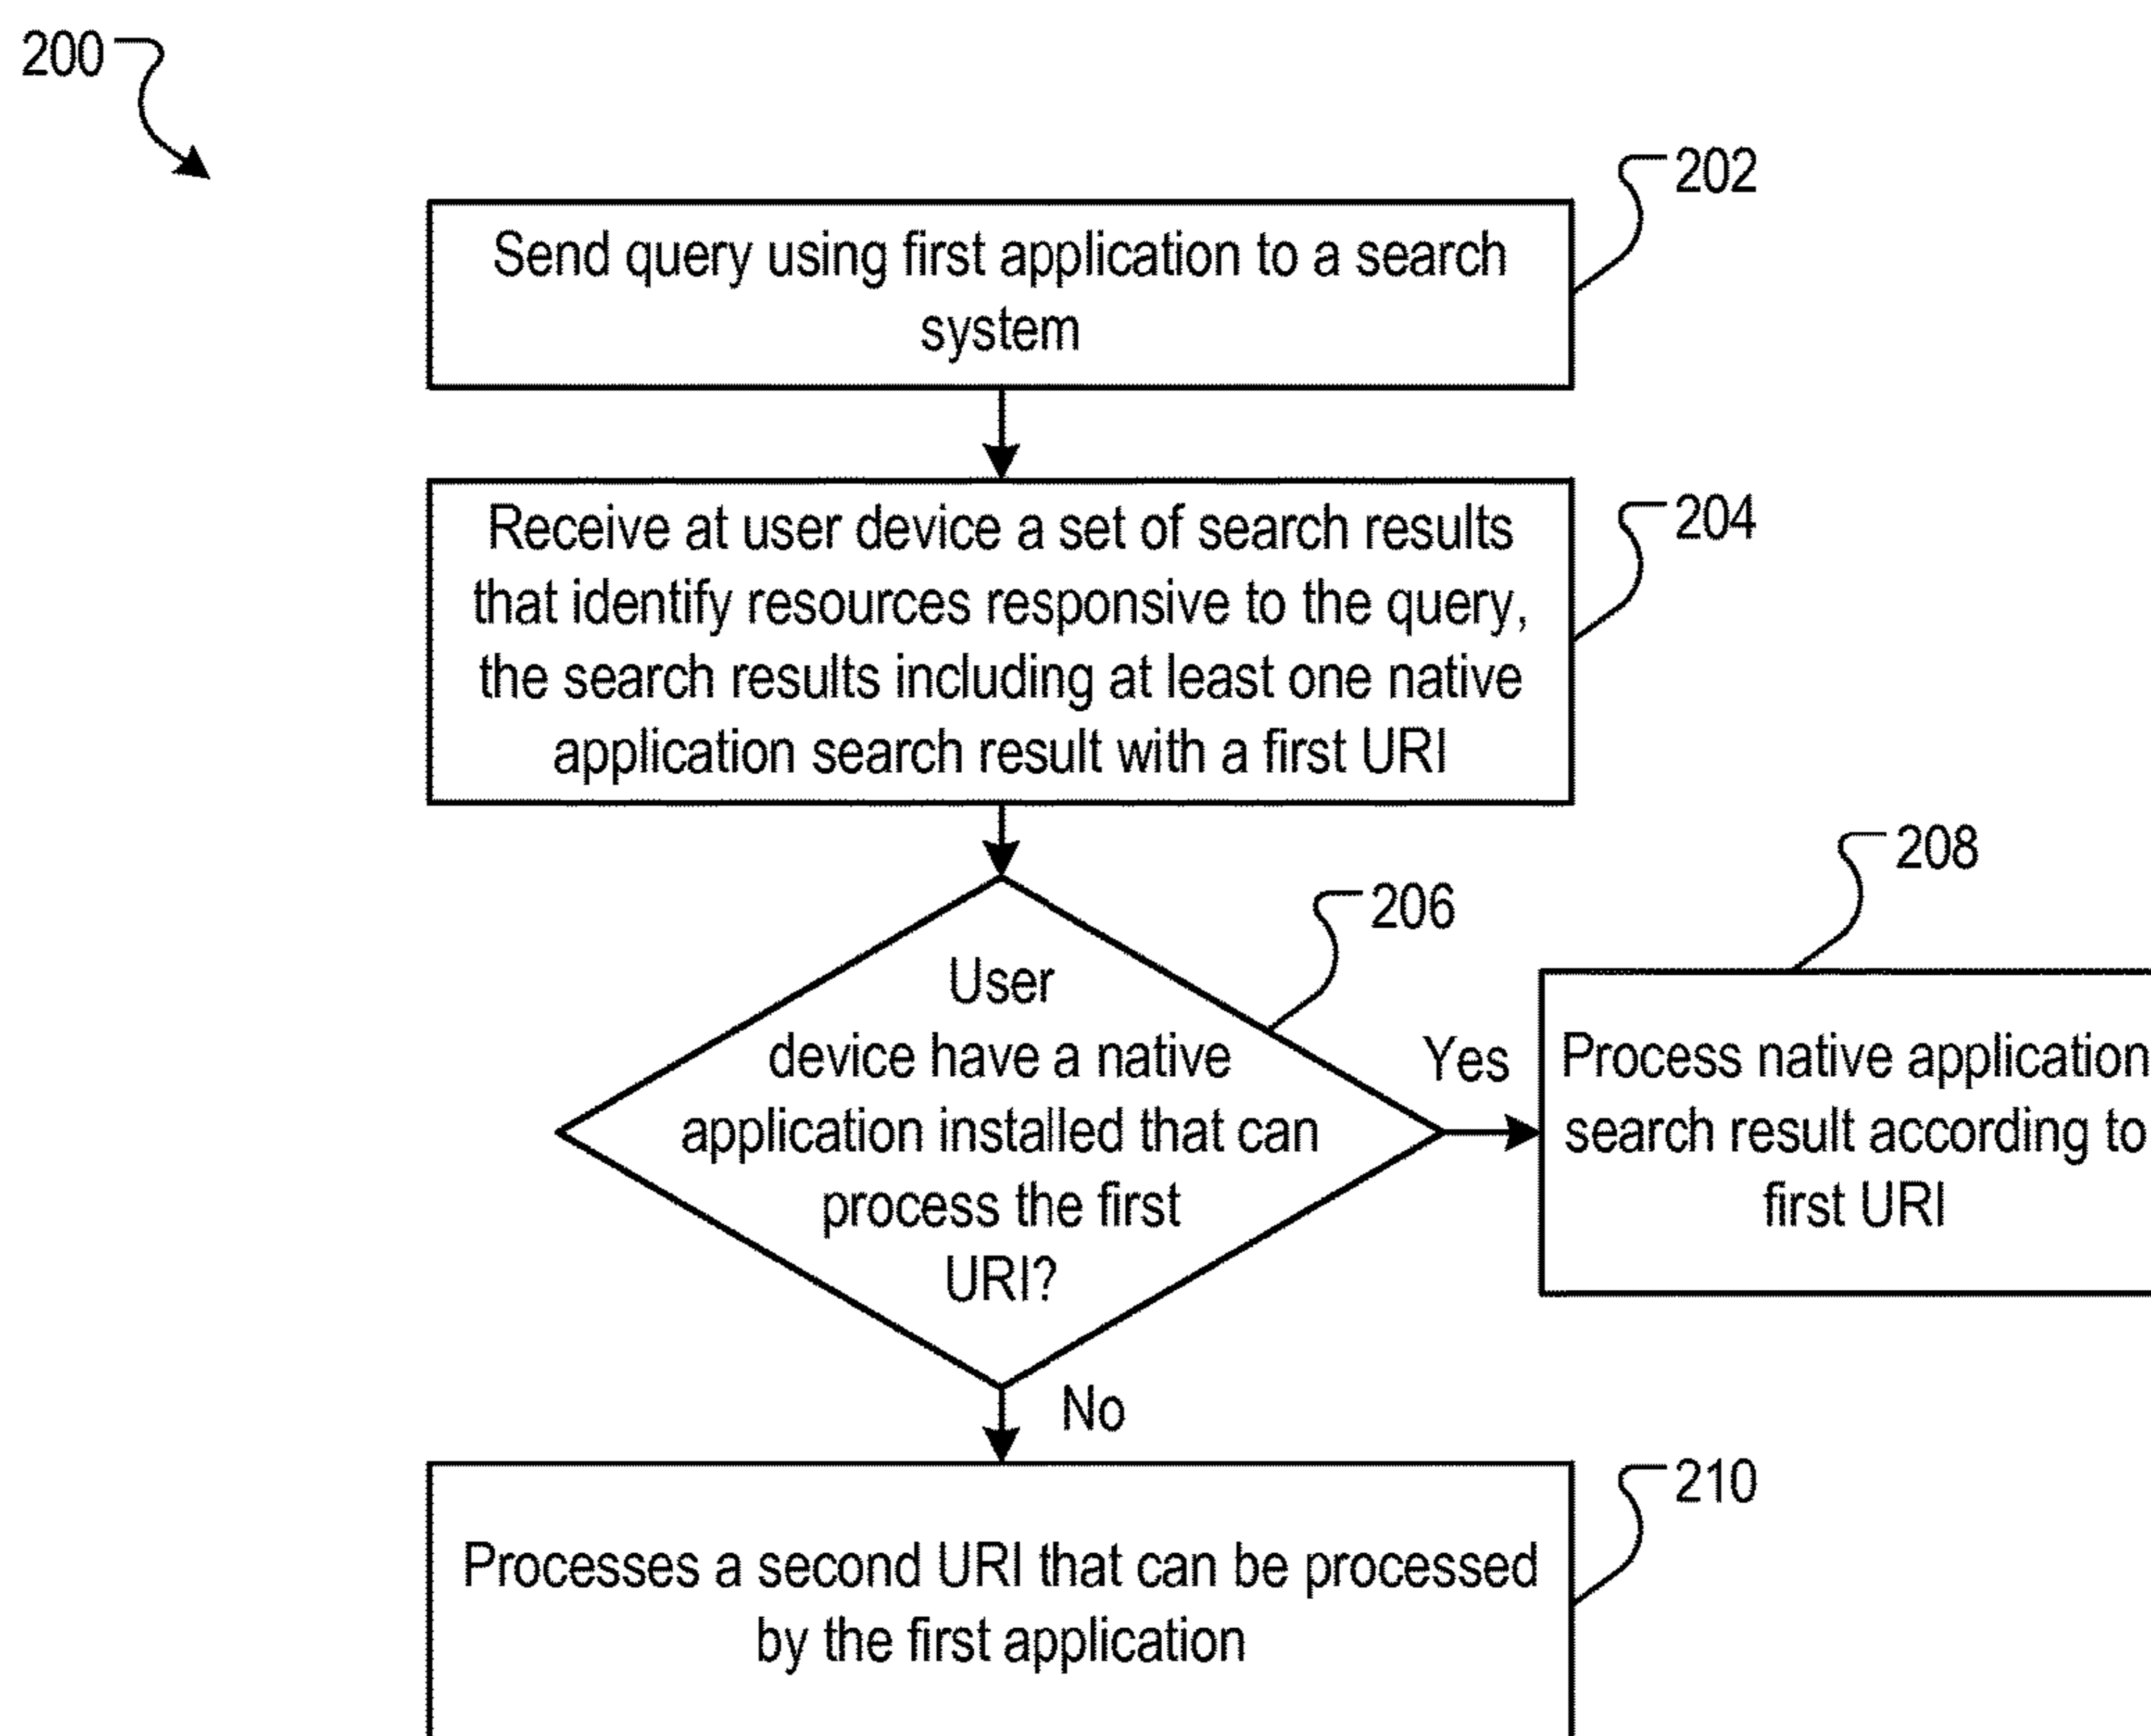 200
202
Send query using first application to a search
system
204
Receive at user device a set of search results
that identify resources responsive to the query,
the search results including at least one native
application search result with a first URI
206
User
device have a native
application installed that can
process the first
URI?
Yes
208
Process native application
search result according to
first URI
No
210
Processes a second URI that can be processed
by the first application